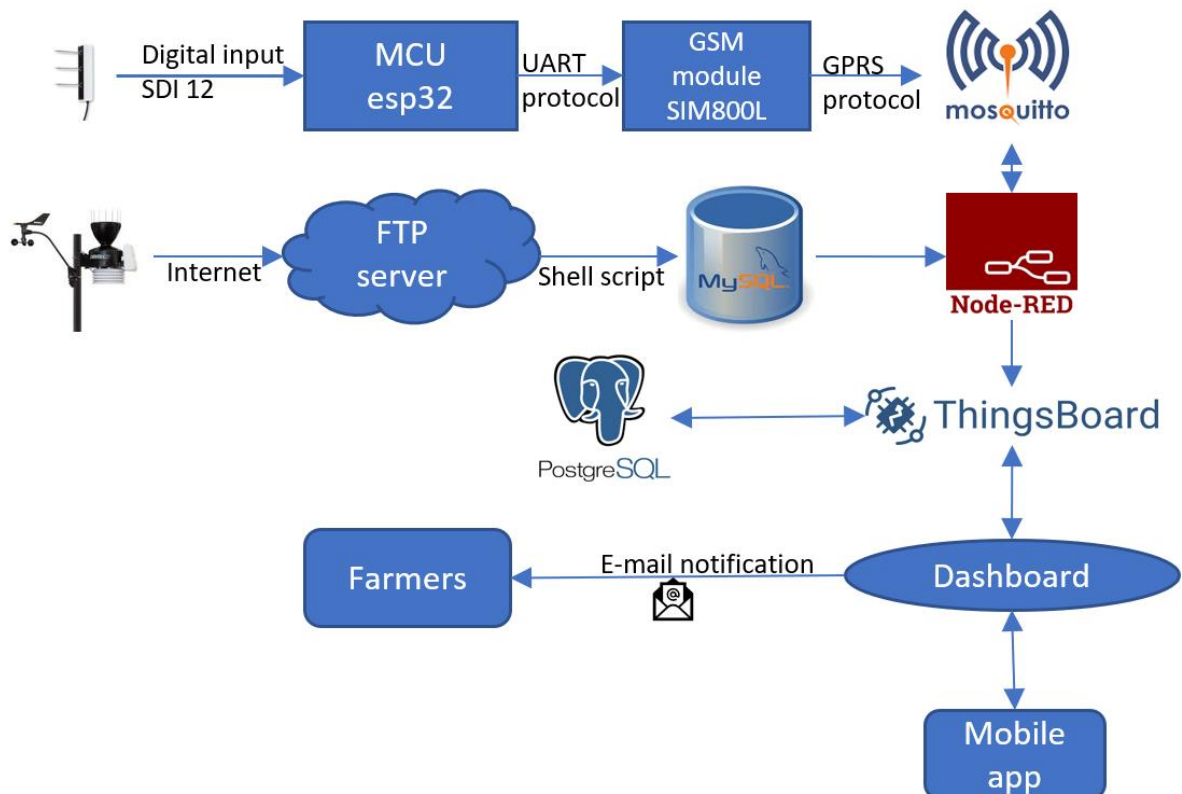 Digital input
SDI 12
MCU
esp32
UART
protocol
GSM
module
SIM800L
GPRS
protocol
mosquitto
Internet
FTP
server
Shell script
MySQL
Node-RED
PostgreSQL
ThingsBoard
Farmers
E-mail notification
@
Dashboard
Mobile
app